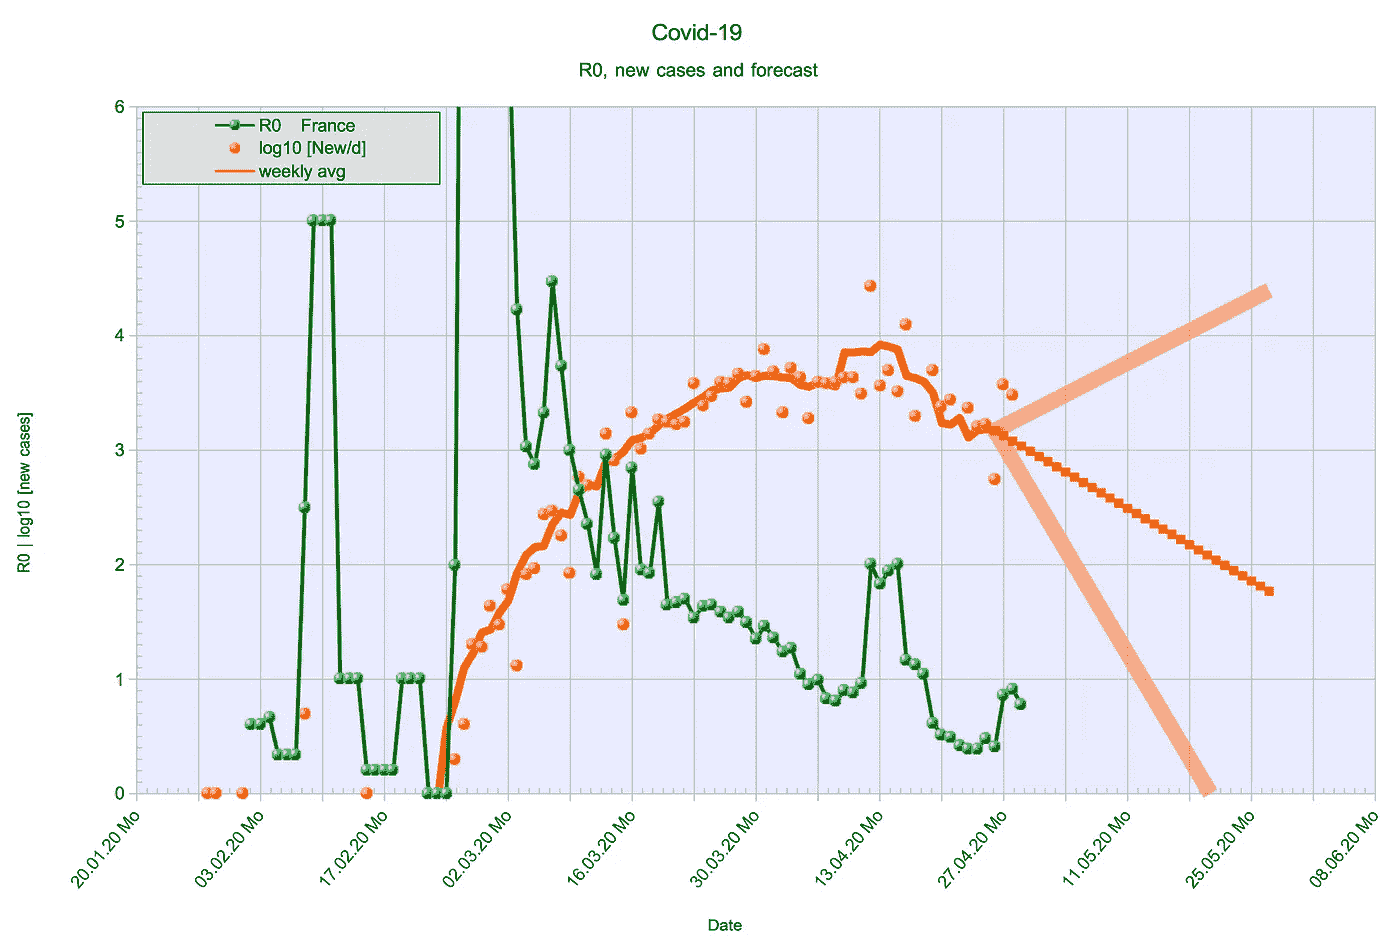 Covid-19
R0, new cases and forecast
R0 France
log10 [New/d]
weekly avg
R0 | log10 [new cases]
6
5
4
3
2
1
0
20.01.20 Mo
03.02.20 Mo
17.02.20 Mo
02.03.20 Mo
16.03.20 Mo
30.03.20 Mo
13.04.20 Mo
27.04.20 Mo
11.05.20 Mo
25.05.20 Mo
08.06.20 Mo
Date